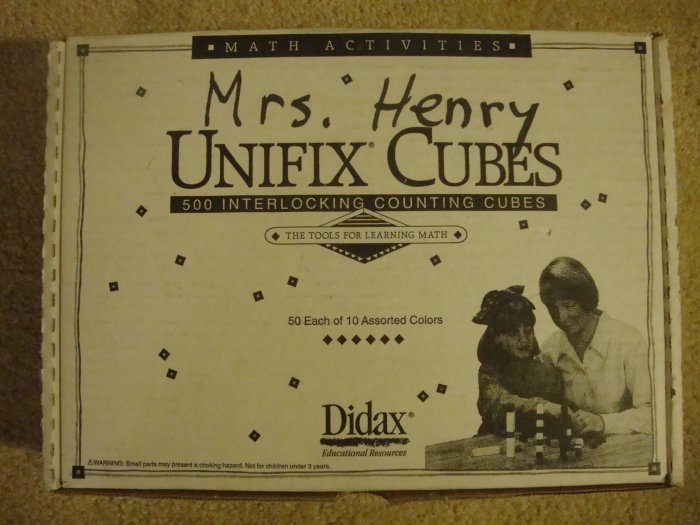 MATH ACTIVITIES
Mrs. Henry
UNIFIX® CUBES
500 INTERLOCKING COUNTING CUBES
THE TOOLS FOR LEARNING MATH
50 Each of 10 Assorted Colors
Didax®
Educational Resources
⚠WARNING: Small parts may present a choking hazard. Not for children under 3 years.